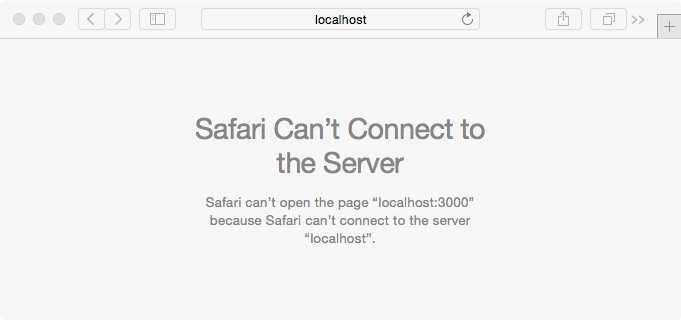 localhost
Safari Can’t Connect to
the Server
Safari can’t open the page “localhost:3000”
because Safari can’t connect to the server
“localhost”.